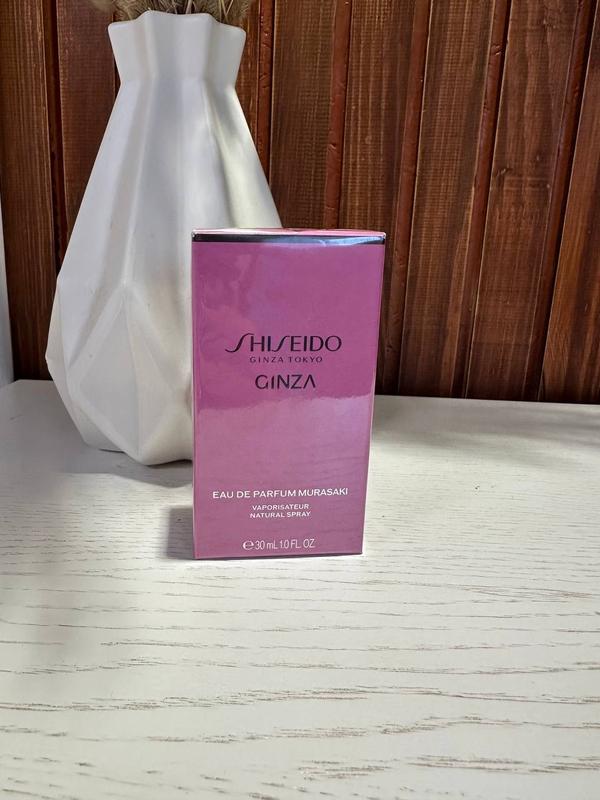 SHISEIDO
GINZA TOKYO
GINZA
EAU DE PARFUM MURASAKI
VAPORISATEUR
NATURAL SPRAY
℮ 30 mL 1.0 FL. OZ.